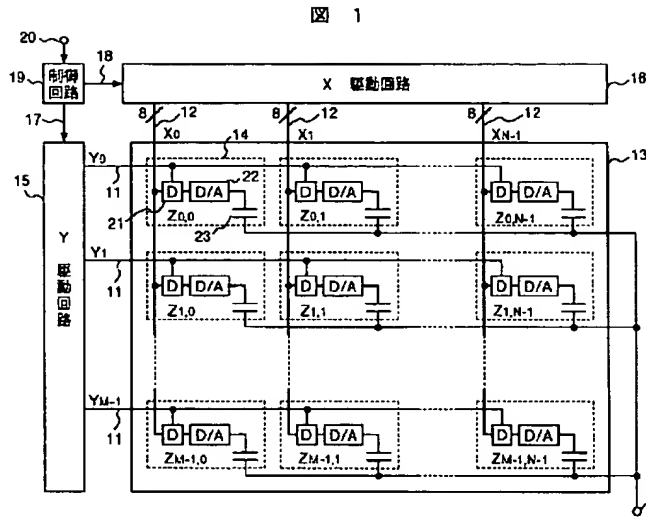 図 1
20
19
制御
回路
18
X 駆動回路
16
17
8 12
8 12
8 12
X0
X1
XN-1
15
Y
駆動回路
Y0
11
14
13
D D/A
22
21
23
Z0,0
D D/A
Z0,1
D D/A
Z0,N-1
Y1
11
D D/A
Z1,0
D D/A
Z1,1
D D/A
Z1,N-1
YM-1
11
D D/A
ZM-1,0
D D/A
ZM-1,1
D D/A
ZM-1,N-1